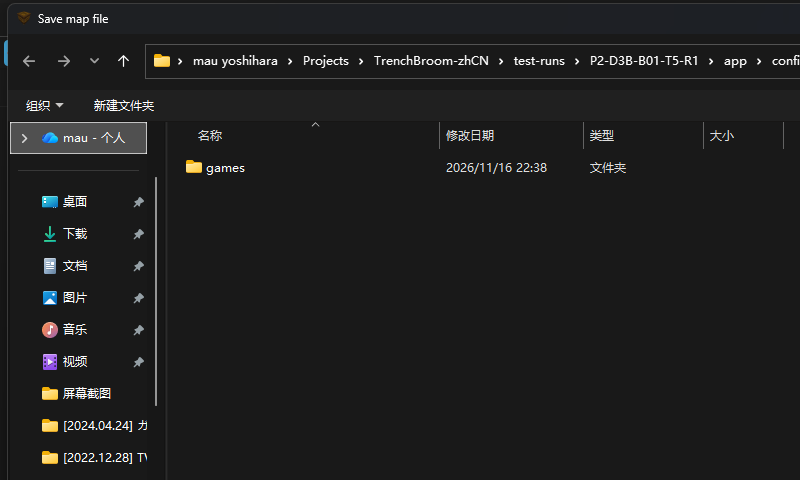 Save map file
mau yoshihara > Projects > TrenchBroom-zhCN > test-runs > P2-D3B-B01-T5-R1 > app > confi
组织 新建文件夹
mau - 个人
名称 修改日期 类型 大小
games 2026/11/16 22:38 文件夹
桌面
下载
文档
图片
音乐
视频
屏幕截图
[2024.04.24] ガ
[2022.12.28] TV